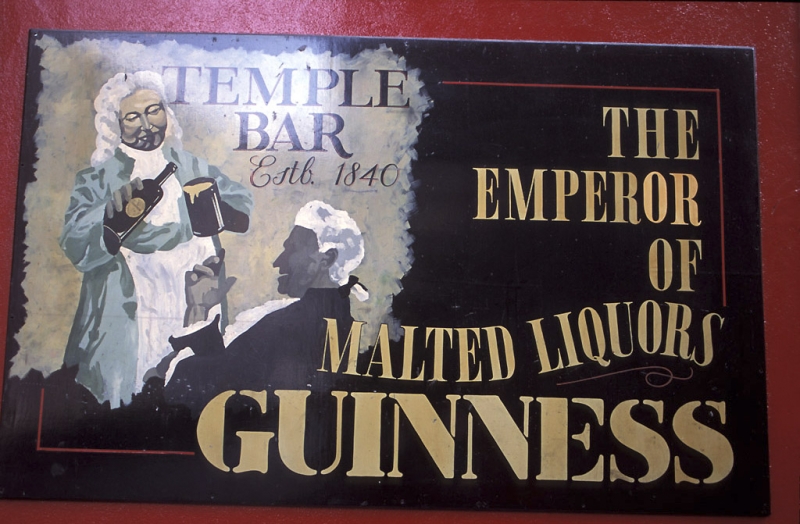 TEMPLE
BAR
Estb. 1840
THE
EMPEROR
OF
MALTED LIQUORS
GUINNESS